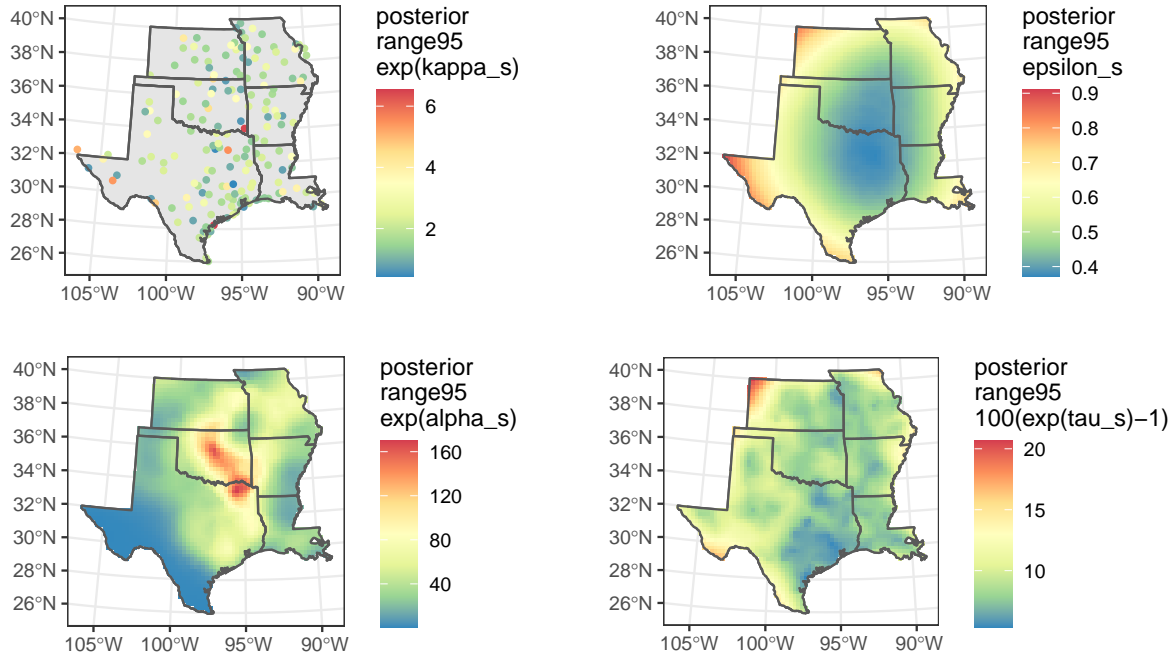 posterior
range95
exp(kappa_s)
6
4
2
40°N
38°N
36°N
34°N
32°N
30°N
28°N
26°N
105°W
100°W
95°W
90°W
posterior
range95
epsilon_s
0.9
0.8
0.7
0.6
0.5
0.4
40°N
38°N
36°N
34°N
32°N
30°N
28°N
26°N
105°W
100°W
95°W
90°W
posterior
range95
exp(alpha_s)
160
120
80
40
40°N
38°N
36°N
34°N
32°N
30°N
28°N
26°N
105°W
100°W
95°W
90°W
posterior
range95
100(exp(tau_s)−1)
20
15
10
40°N
38°N
36°N
34°N
32°N
30°N
28°N
26°N
105°W
100°W
95°W
90°W